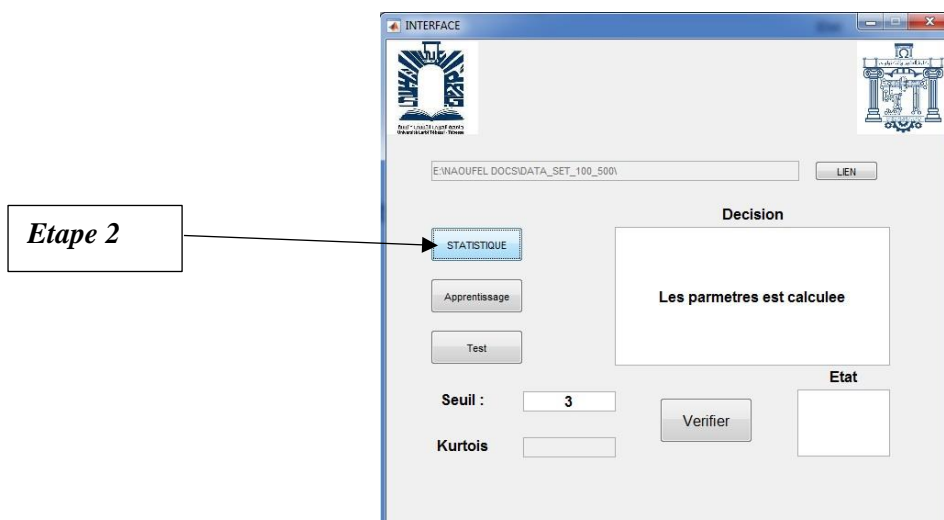 INTERFACE
E:\NAOUFEL DOCS\DATA_SET_100_500\
LIEN
Decision
Etape 2
STATISTIQUE
Apprentissage
Les parmetres est calculee
Test
Etat
Seuil :
3
Verifier
Kurtois